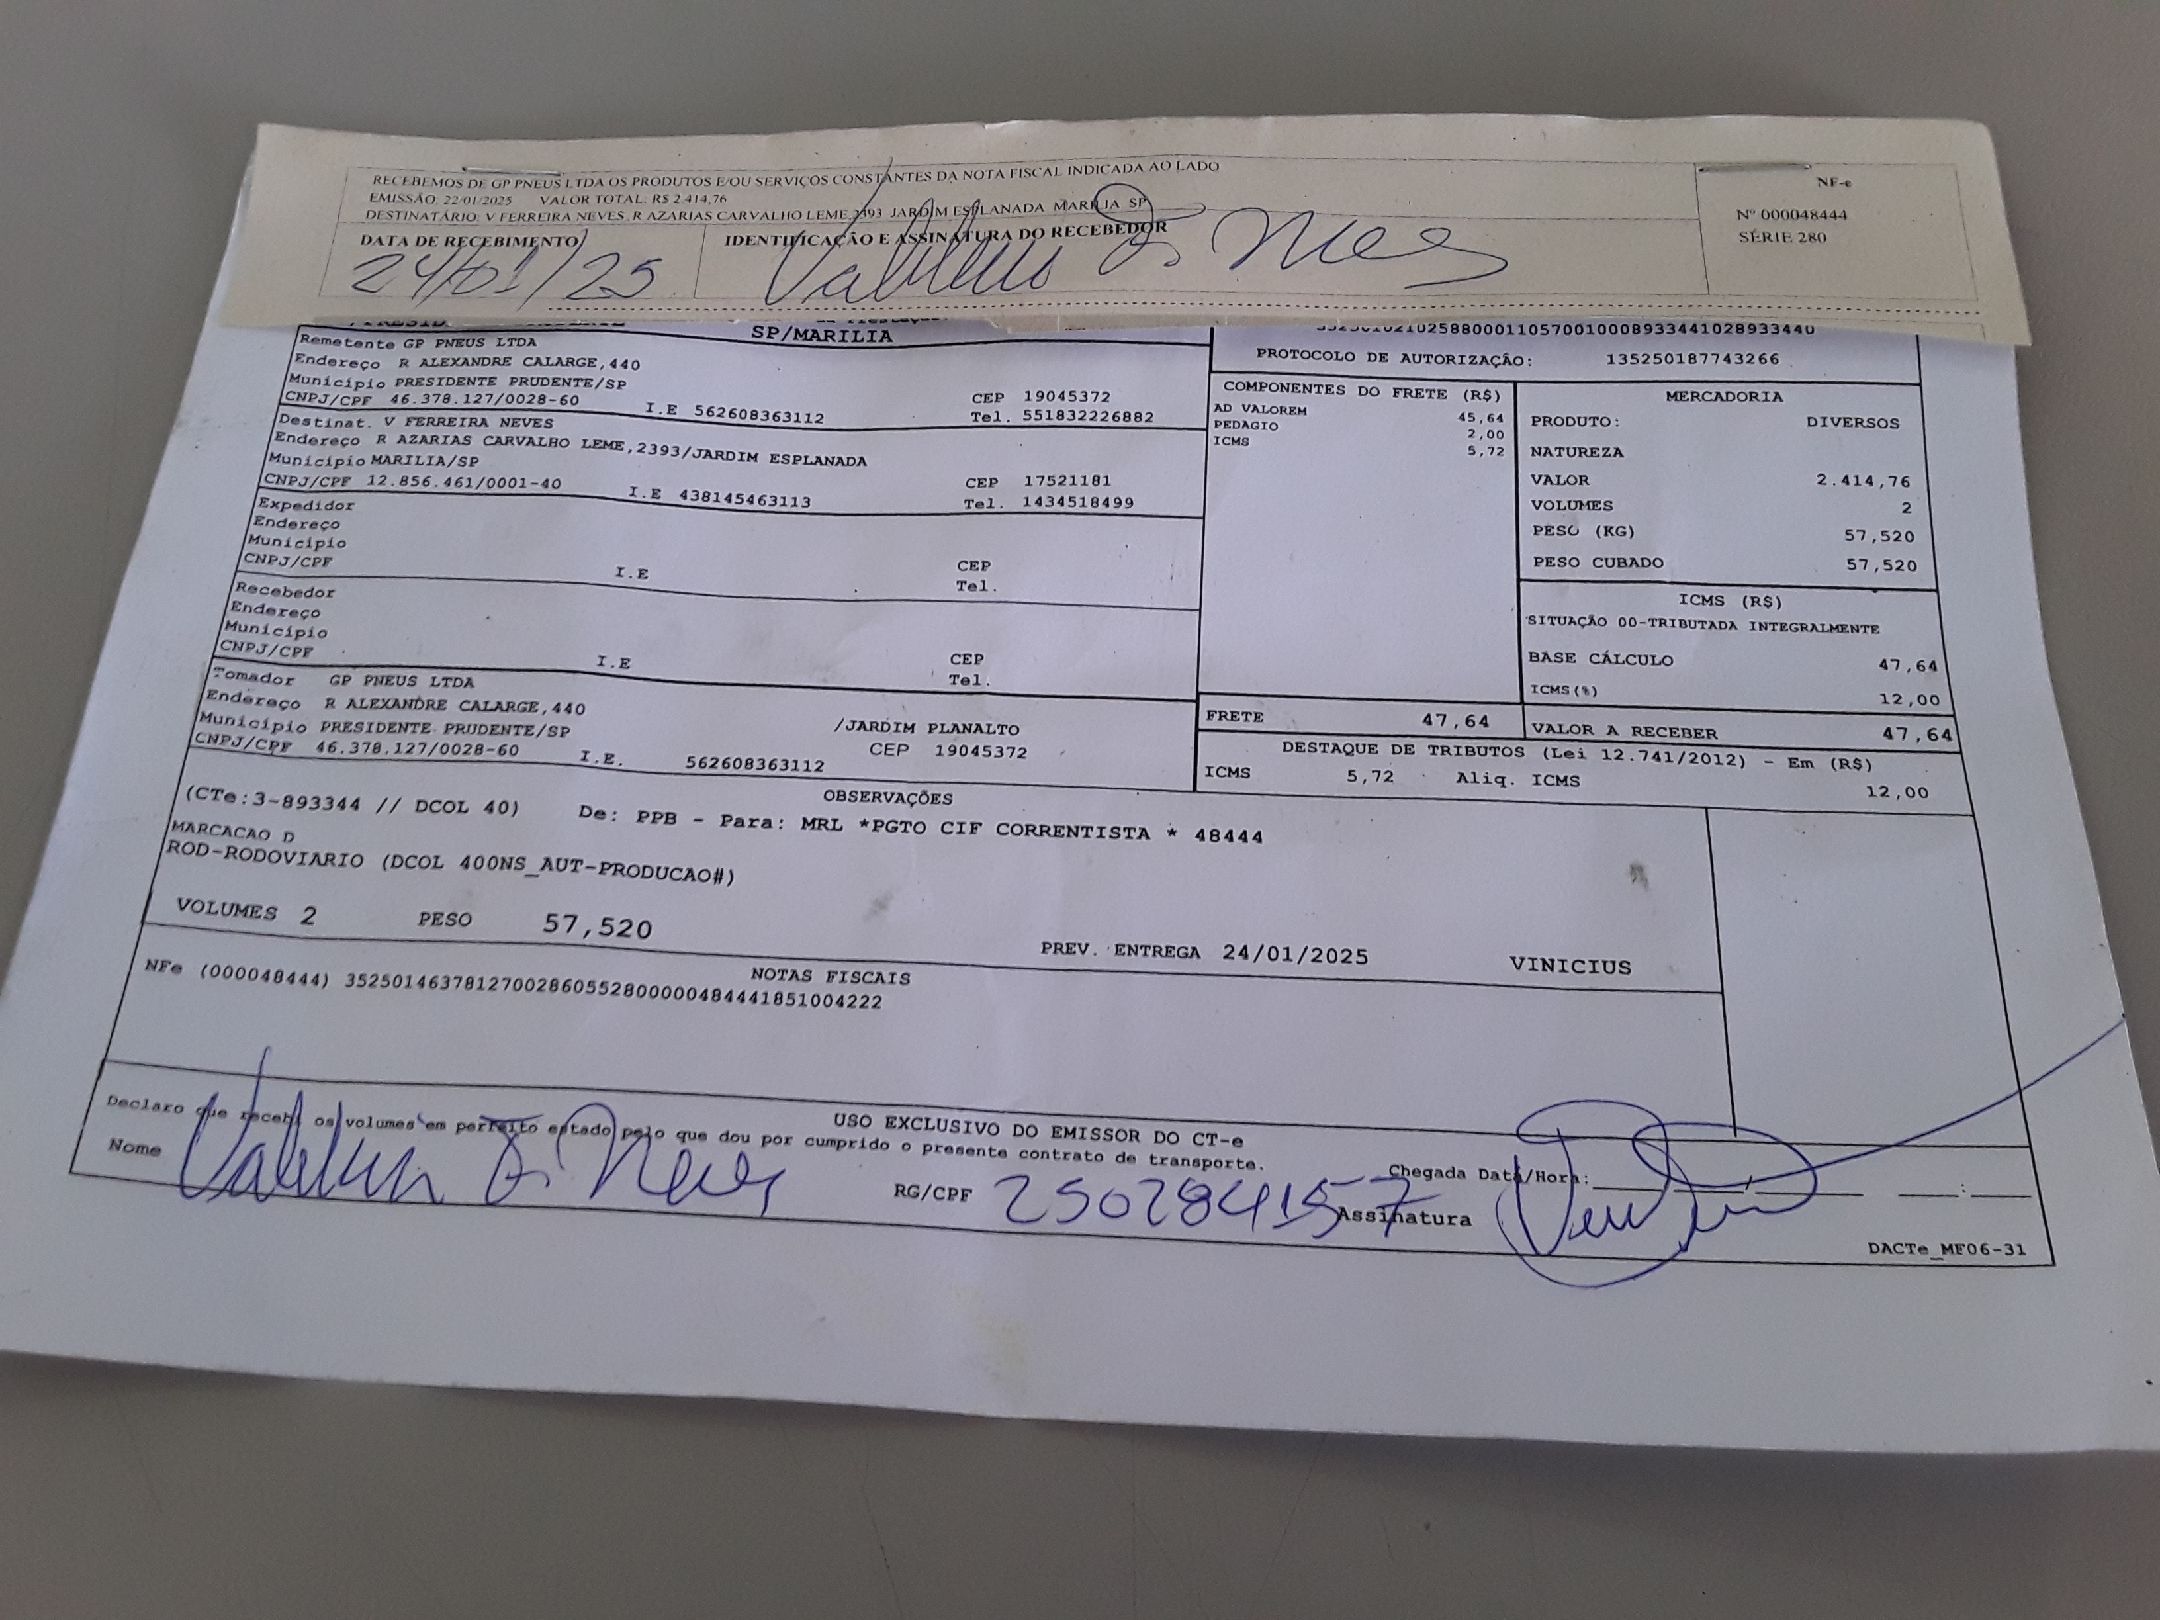 RECEBEMOS DE GP PNEUS LTDA OS PRODUTOS E/OU SERVIÇOS CONSTANTES DA NOTA FISCAL INDICADA AO LADO
EMISSÃO: 22/01/2025 VALOR TOTAL: R$ 2.414,76
DESTINATÁRIO: V FERREIRA NEVES, R AZARIAS CARVALHO LEME,2393 JARDIM ESPLANADA MARILIA SP
DATA DE RECEBIMENTO
24/01/25
IDENTIFICAÇÃO E ASSINATURA DO RECEBEDOR
NF-e
Nº 000048444
SÉRIE 280
SP/MARILIA
Remetente GP PNEUS LTDA
Endereço R ALEXANDRE CALARGE,440
Município PRESIDENTE PRUDENTE/SP
CEP 19045372
CNPJ/CPF 46.378.127/0028-60 I.E 562608363112 Tel. 551832226882
Destinat. V FERREIRA NEVES
Endereço R AZARIAS CARVALHO LEME,2393/JARDIM ESPLANADA
Município MARILIA/SP
CEP 17521181
CNPJ/CPF 12.856.461/0001-40 I.E 438145463113 Tel. 1434518499
Expedidor
Endereço
Município
CEP
CNPJ/CPF I.E Tel.
Recebedor
Endereço
Município
CEP
CNPJ/CPF I.E Tel.
Tomador GP PNEUS LTDA
Endereço R ALEXANDRE CALARGE,440 /JARDIM PLANALTO
Município PRESIDENTE PRUDENTE/SP CEP 19045372
CNPJ/CPF 46.378.127/0028-60 I.E. 562608363112
PROTOCOLO DE AUTORIZAÇÃO: 135250187743266
COMPONENTES DO FRETE (R$)
AD VALOREM 45,64
PEDAGIO 2,00
ICMS 5,72
MERCADORIA
PRODUTO: DIVERSOS
NATUREZA
VALOR 2.414,76
VOLUMES 2
PESO (KG) 57,520
PESO CUBADO 57,520
ICMS (R$)
SITUAÇÃO 00-TRIBUTADA INTEGRALMENTE
BASE CÁLCULO 47,64
ICMS(%) 12,00
FRETE 47,64
VALOR A RECEBER 47,64
DESTAQUE DE TRIBUTOS (Lei 12.741/2012) - Em (R$)
ICMS 5,72 Aliq. ICMS 12,00
OBSERVAÇÕES
(CTe:3-893344 // DCOL 40) De: PPB - Para: MRL *PGTO CIF CORRENTISTA * 48444
MARCACAO D
ROD-RODOVIARIO (DCOL 400NS_AUT-PRODUCAO#)
VOLUMES 2 PESO 57,520
PREV. ENTREGA 24/01/2025 VINICIUS
NOTAS FISCAIS
NFe (000048444) 35250146378127002860552800000484441851004222
USO EXCLUSIVO DO EMISSOR DO CT-e
Declaro que recebi os volumes em perfeito estado pelo que dou por cumprido o presente contrato de transporte.
Nome
RG/CPF 250284157
Chegada Data/Hora:
Assinatura
DACTe_MF06-31